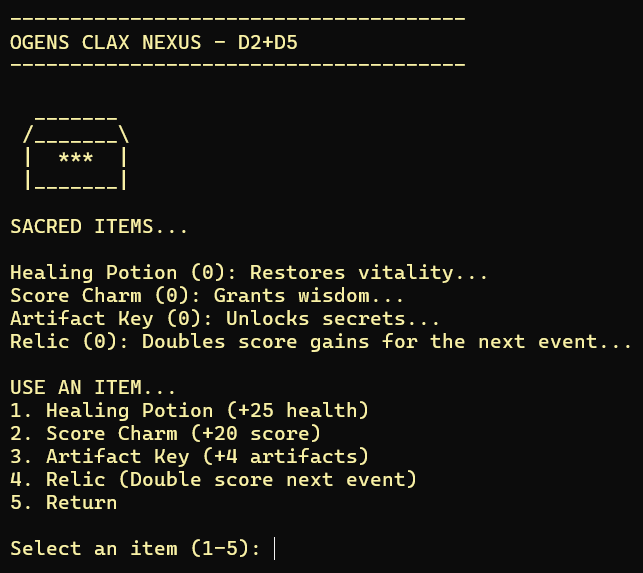 --------------------------------------
OGENS CLAX NEXUS - D2+D5
--------------------------------------
  _______
 /_______\
 |  ***  |
 |_______|
SACRED ITEMS...
Healing Potion (0): Restores vitality...
Score Charm (0): Grants wisdom...
Artifact Key (0): Unlocks secrets...
Relic (0): Doubles score gains for the next event...
USE AN ITEM...
1. Healing Potion (+25 health)
2. Score Charm (+20 score)
3. Artifact Key (+4 artifacts)
4. Relic (Double score next event)
5. Return
Select an item (1-5):